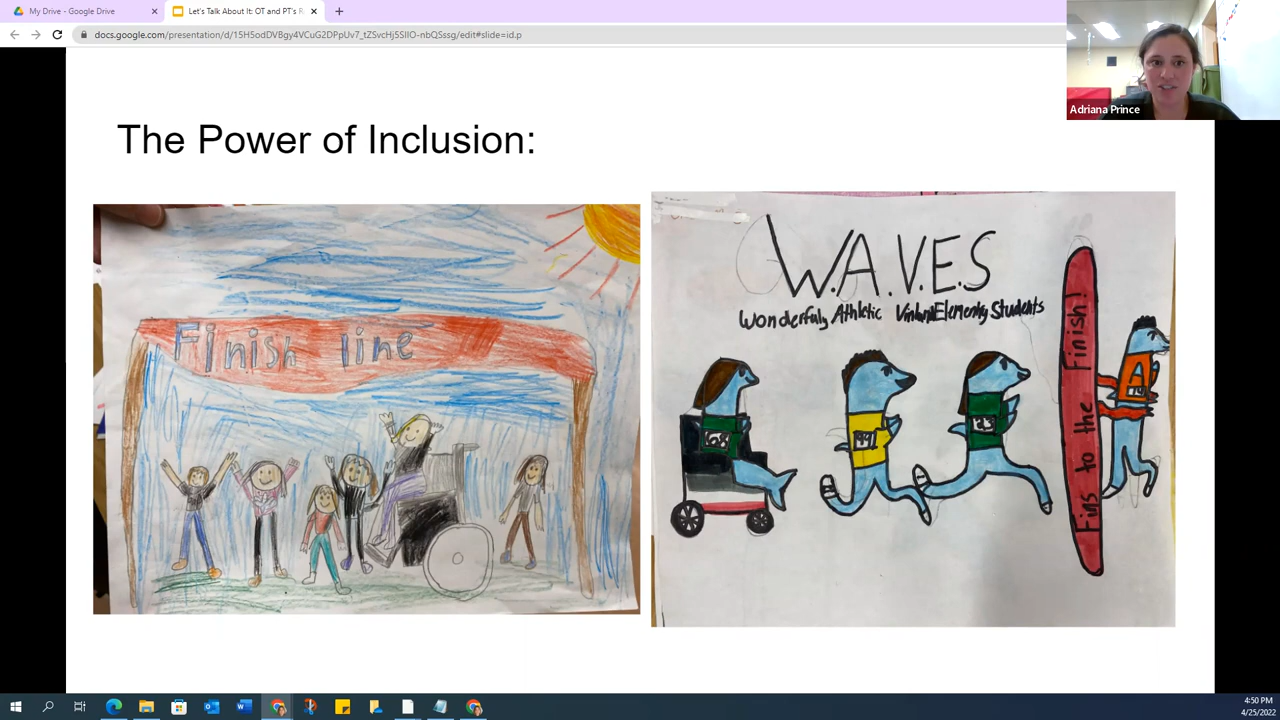 My Drive - Google Drive
Let's Talk About It: OT and PT's R
docs.google.com/presentation/d/15H5odDVBgy4VCuG2DPpUv7_tZSvcHj5SIIO-nbQSssg/edit#slide=id.p
Adriana Prince
The Power of Inclusion:
Finish line
W.A.V.E.S
Wonderfuly Athletic Vinland Elementry Students
Fins to the Finish!
4:50 PM
4/25/2022